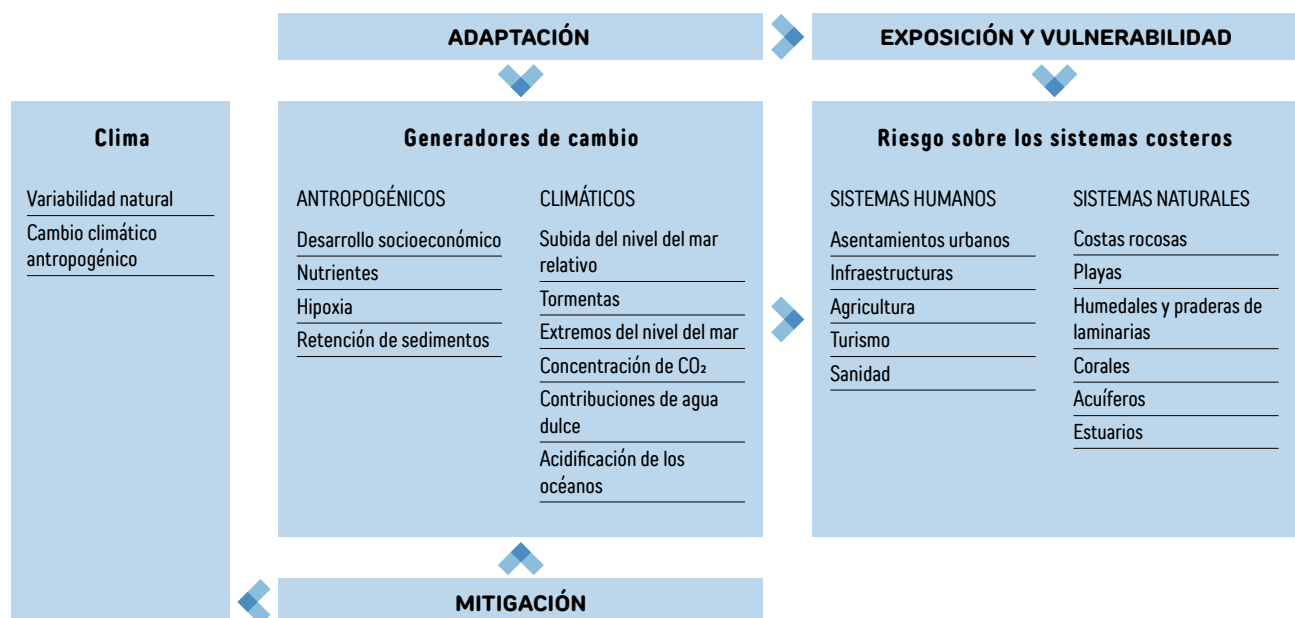 ADAPTACIÓN
EXPOSICIÓN Y VULNERABILIDAD
Clima
Variabilidad natural
Cambio climático
antropogénico
Generadores de cambio
ANTROPOGÉNICOS
Desarrollo socioeconómico
Nutrientes
Hipoxia
Retención de sedimentos
CLIMÁTICOS
Subida del nivel del mar
relativo
Tormentas
Extremos del nivel del mar
Concentración de CO₂
Contribuciones de agua
dulce
Acidificación de los
océanos
Riesgo sobre los sistemas costeros
SISTEMAS HUMANOS
Asentamientos urbanos
Infraestructuras
Agricultura
Turismo
Sanidad
SISTEMAS NATURALES
Costas rocosas
Playas
Humedales y praderas de
laminarias
Corales
Acuíferos
Estuarios
MITIGACIÓN